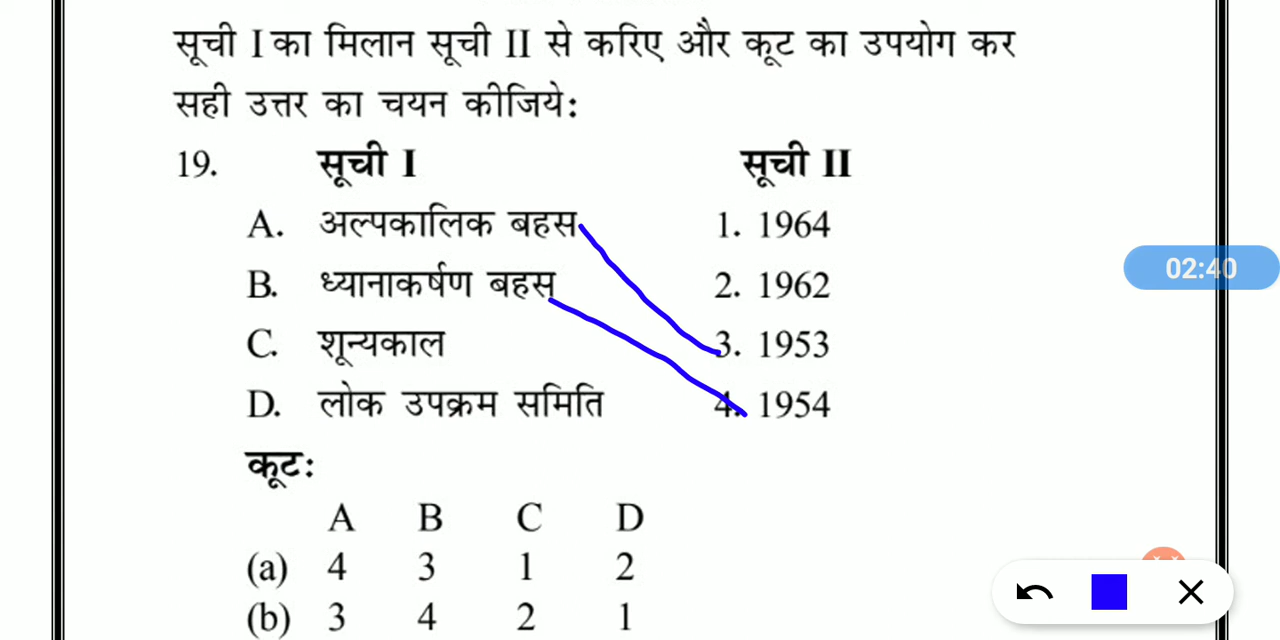 सूची I का मिलान सूची II से करिए और कूट का उपयोग कर
सही उत्तर का चयन कीजिये:
19. सूची I सूची II
A. अल्पकालिक बहस 1. 1964
B. ध्यानाकर्षण बहस 2. 1962
C. शून्यकाल 3. 1953
D. लोक उपक्रम समिति 4. 1954
02:40
कूट:
A B C D
(a) 4 3 1 2
(b) 3 4 2 1